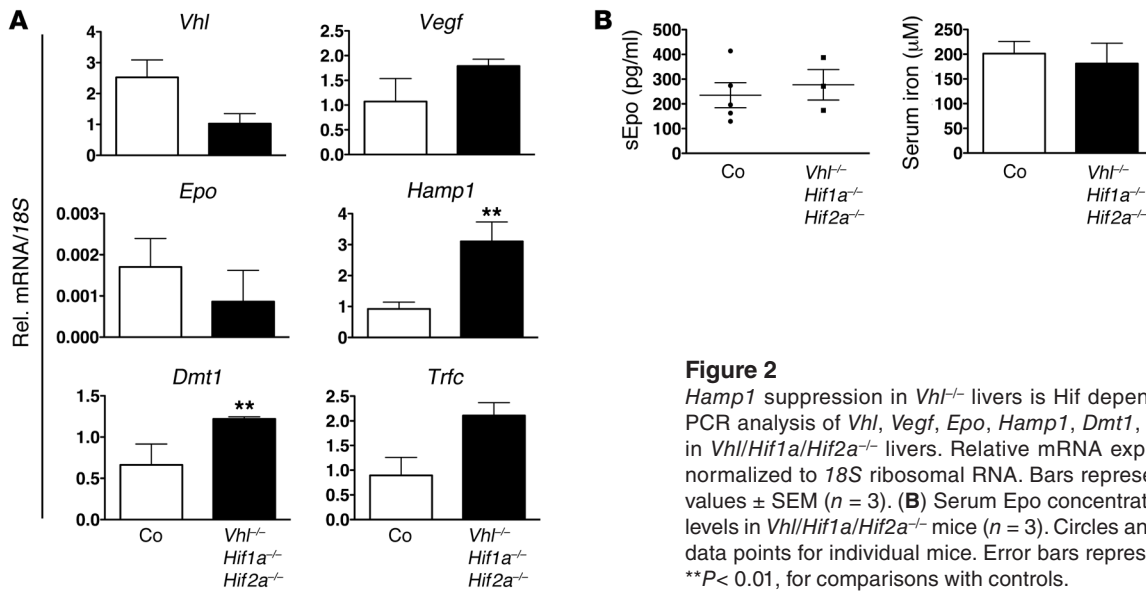 A
Rel. mRNA/18S
Vhl
4
3
2
1
0
Vegf
2.5
2.0
1.5
1.0
0.5
0.0
Epo
0.003
0.002
0.001
0.000
Hamp1
4
3
2
1
0
**
Dmt1
1.5
1.0
0.5
0.0
**
Co
Vhl–/–
Hif1a–/–
Hif2a–/–
Trfc
2.5
2.0
1.5
1.0
0.5
0.0
Co
Vhl–/–
Hif1a–/–
Hif2a–/–
B
sEpo (pg/ml)
500
400
300
200
100
0
Co
Vhl–/–
Hif1a–/–
Hif2a–/–
Serum iron (μM)
250
200
150
100
50
0
Co
Vhl–/–
Hif1a–/–
Hif2a–/–
Figure 2
Hamp1 suppression in Vhl–/– livers is Hif depen
PCR analysis of Vhl, Vegf, Epo, Hamp1, Dmt1,
in Vhl/Hif1a/Hif2a–/– livers. Relative mRNA exp
normalized to 18S ribosomal RNA. Bars represe
values ± SEM (n = 3). (B) Serum Epo concentrat
levels in Vhl/Hif1a/Hif2a–/– mice (n = 3). Circles an
data points for individual mice. Error bars repres
**P< 0.01, for comparisons with controls.